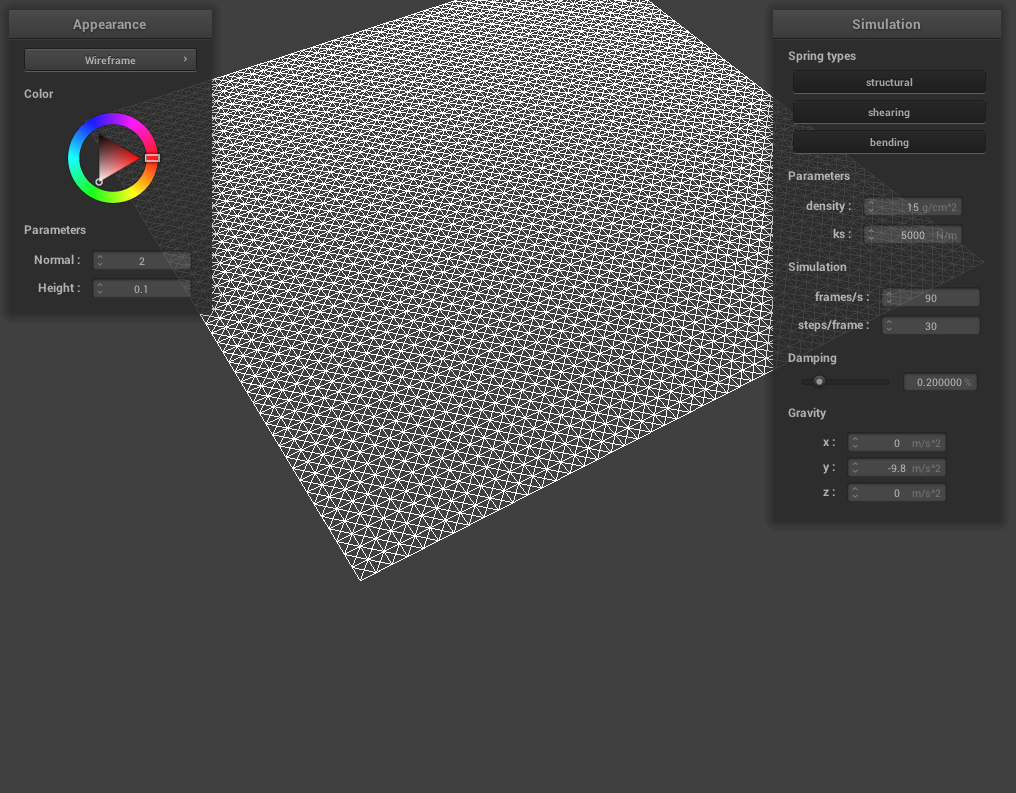 Appearance
Wireframe
Color
Parameters
Normal : 2
Height : 0.1
Simulation
Spring types
structural
shearing
bending
Parameters
density : 15 g/cm^2
ks : 5000 N/m
Simulation
frames/s : 90
steps/frame : 30
Damping
0.200000 %
Gravity
x : 0 m/s^2
y : -9.8 m/s^2
z : 0 m/s^2